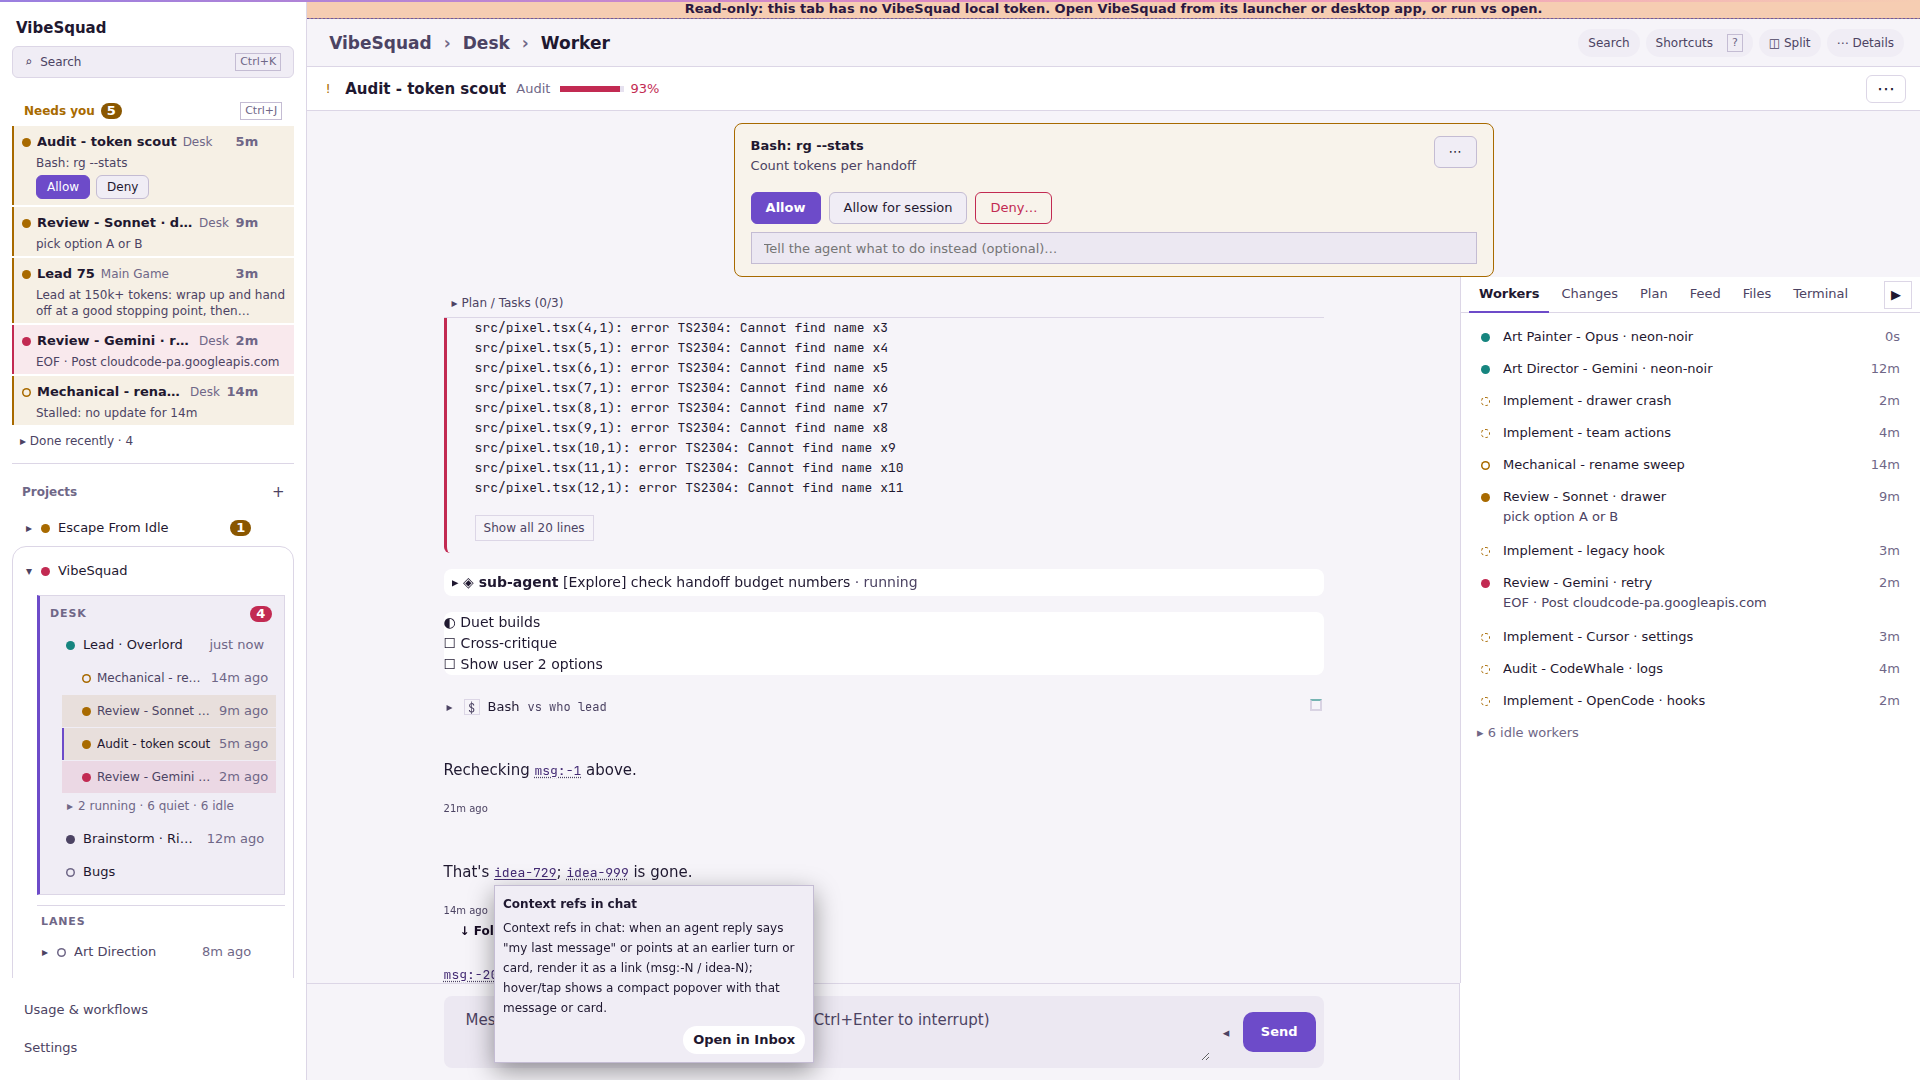 Read-only: this tab has no VibeSquad local token. Open VibeSquad from its launcher or desktop app, or run vs open.
VibeSquad
Search Ctrl+K
Needs you 5 Ctrl+J
Audit - token scout Desk 5m
Bash: rg --stats
Allow Deny
Review - Sonnet · d… Desk 9m
pick option A or B
Lead 75 Main Game 3m
Lead at 150k+ tokens: wrap up and hand
off at a good stopping point, then…
Review - Gemini · r… Desk 2m
EOF · Post cloudcode-pa.googleapis.com
Mechanical - rena… Desk 14m
Stalled: no update for 14m
▸ Done recently · 4
Projects +
▸ Escape From Idle 1
▾ VibeSquad
DESK 4
Lead · Overlord just now
Mechanical - re… 14m ago
Review - Sonnet … 9m ago
Audit - token scout 5m ago
Review - Gemini … 2m ago
▸ 2 running · 6 quiet · 6 idle
Brainstorm · Ri… 12m ago
Bugs
LANES
▸ Art Direction 8m ago
Usage & workflows
Settings
VibeSquad › Desk › Worker
Search Shortcuts ? ◫ Split ⋯ Details
! Audit - token scout Audit 93% ⋯
Bash: rg --stats ⋯
Count tokens per handoff
Allow Allow for session Deny…
Tell the agent what to do instead (optional)…
▸ Plan / Tasks (0/3)
src/pixel.tsx(4,1): error TS2304: Cannot find name x3
src/pixel.tsx(5,1): error TS2304: Cannot find name x4
src/pixel.tsx(6,1): error TS2304: Cannot find name x5
src/pixel.tsx(7,1): error TS2304: Cannot find name x6
src/pixel.tsx(8,1): error TS2304: Cannot find name x7
src/pixel.tsx(9,1): error TS2304: Cannot find name x8
src/pixel.tsx(10,1): error TS2304: Cannot find name x9
src/pixel.tsx(11,1): error TS2304: Cannot find name x10
src/pixel.tsx(12,1): error TS2304: Cannot find name x11
Show all 20 lines
▸ ◈ sub-agent [Explore] check handoff budget numbers · running
◐ Duet builds
☐ Cross-critique
☐ Show user 2 options
▸ $ Bash vs who lead
Rechecking msg:-1 above.
21m ago
That's idea-729; idea-999 is gone.
14m ago
↓ Fol
msg:-20
Context refs in chat
Context refs in chat: when an agent reply says
"my last message" or points at an earlier turn or
card, render it as a link (msg:-N / idea-N);
hover/tap shows a compact popover with that
message or card.
Open in Inbox
Mes Ctrl+Enter to interrupt)
◂ Send
Workers Changes Plan Feed Files Terminal ▶
Art Painter - Opus · neon-noir 0s
Art Director - Gemini · neon-noir 12m
Implement - drawer crash 2m
Implement - team actions 4m
Mechanical - rename sweep 14m
Review - Sonnet · drawer 9m
pick option A or B
Implement - legacy hook 3m
Review - Gemini · retry 2m
EOF · Post cloudcode-pa.googleapis.com
Implement - Cursor · settings 3m
Audit - CodeWhale · logs 4m
Implement - OpenCode · hooks 2m
▸ 6 idle workers